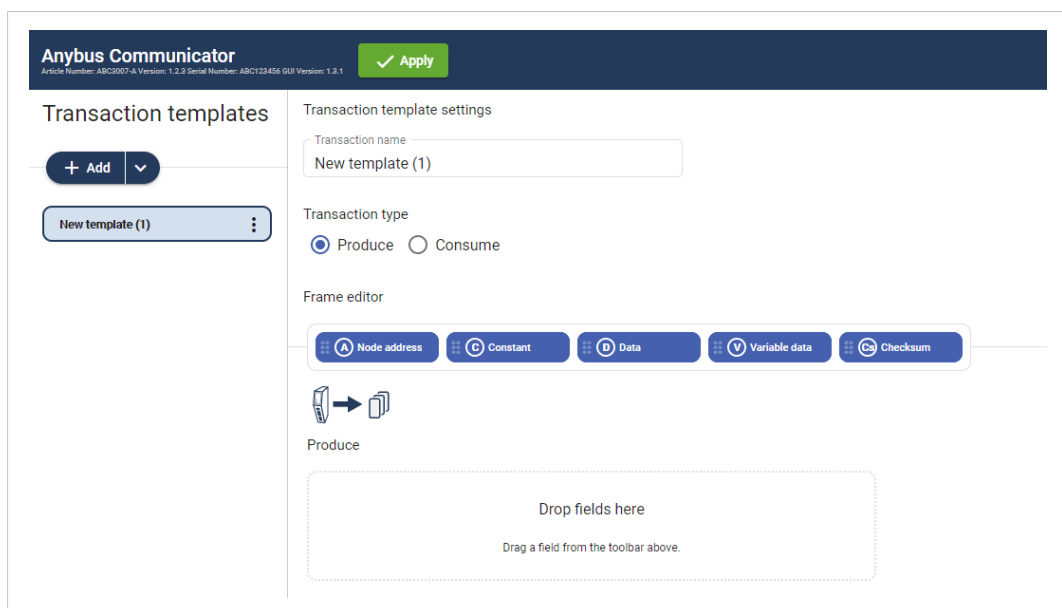 Anybus Communicator
Article Number: ABC3007-A Version: 1.2.3 Serial Number: ABC123456 GUI Version: 1.3.1
Apply
Transaction templates
+ Add
New template (1)
Transaction template settings
Transaction name
New template (1)
Transaction type
Produce Consume
Frame editor
A Node address C Constant D Data V Variable data Cs Checksum
Produce
Drop fields here
Drag a field from the toolbar above.